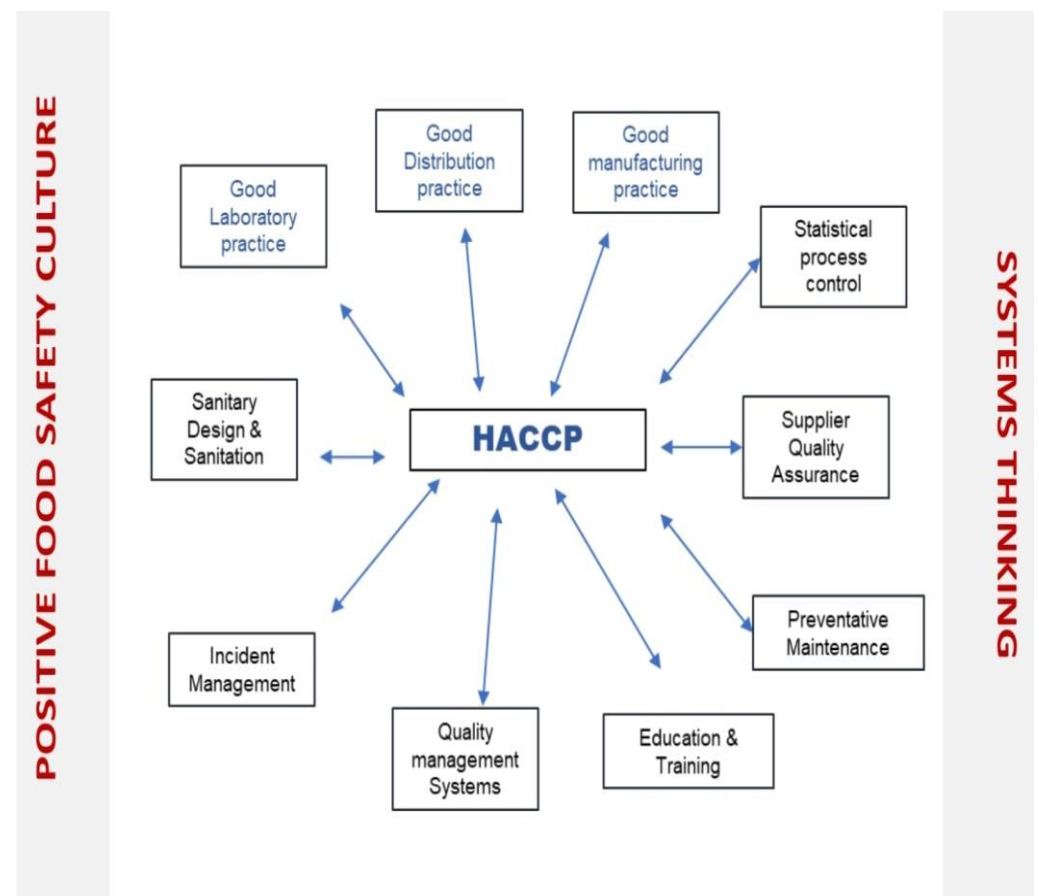 POSITIVE FOOD SAFETY CULTURE
Good
Laboratory
practice
Good
Distribution
practice
Good
manufacturing
practice
Statistical
process
control
Sanitary
Design &
Sanitation
HACCP
Supplier
Quality
Assurance
Incident
Management
Quality
management
Systems
Education &
Training
Preventative
Maintenance
SYSTEMS THINKING